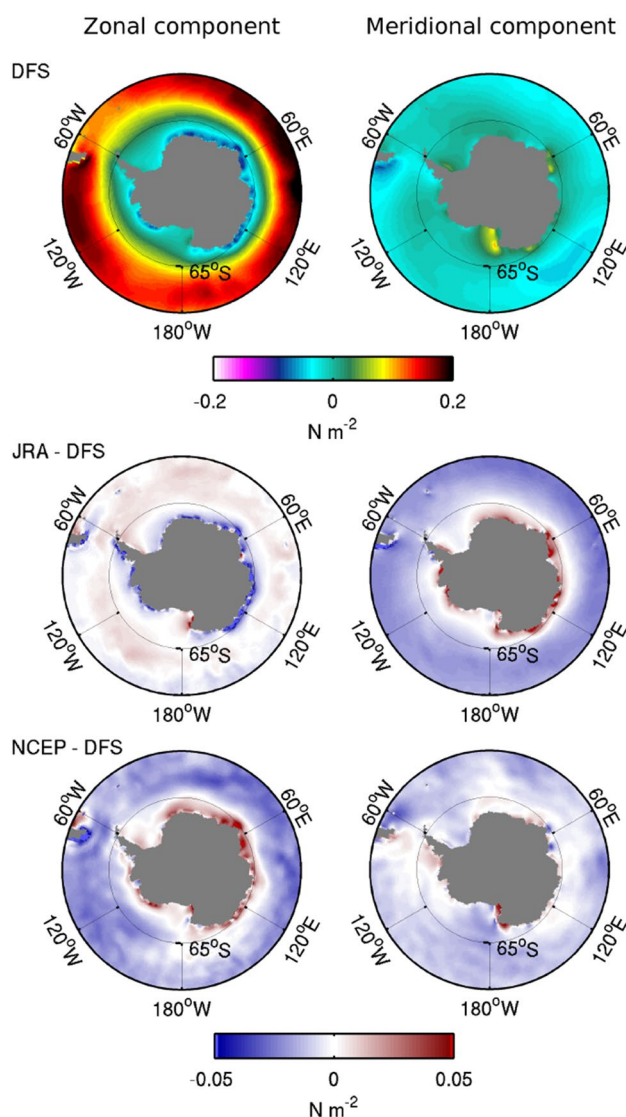 Zonal component Meridional component
DFS
60°W 60°E 60°W 60°E
120°W 65°S 120°E 120°W 65°S 120°E
180°W 180°W
-0.2 0 0.2
N m-2
JRA - DFS
60°W 60°E 60°W 60°E
120°W 65°S 120°E 120°W 65°S 120°E
180°W 180°W
NCEP - DFS
60°W 60°E 60°W 60°E
120°W 65°S 120°E 120°W 65°S 120°E
180°W 180°W
-0.05 0 0.05
N m-2